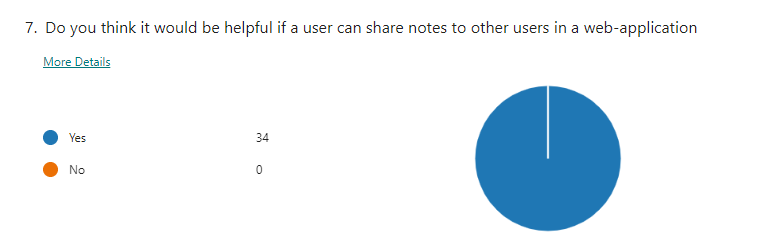 7. Do you think it would be helpful if a user can share notes to other users in a web-application
More Details
Yes 34
No 0